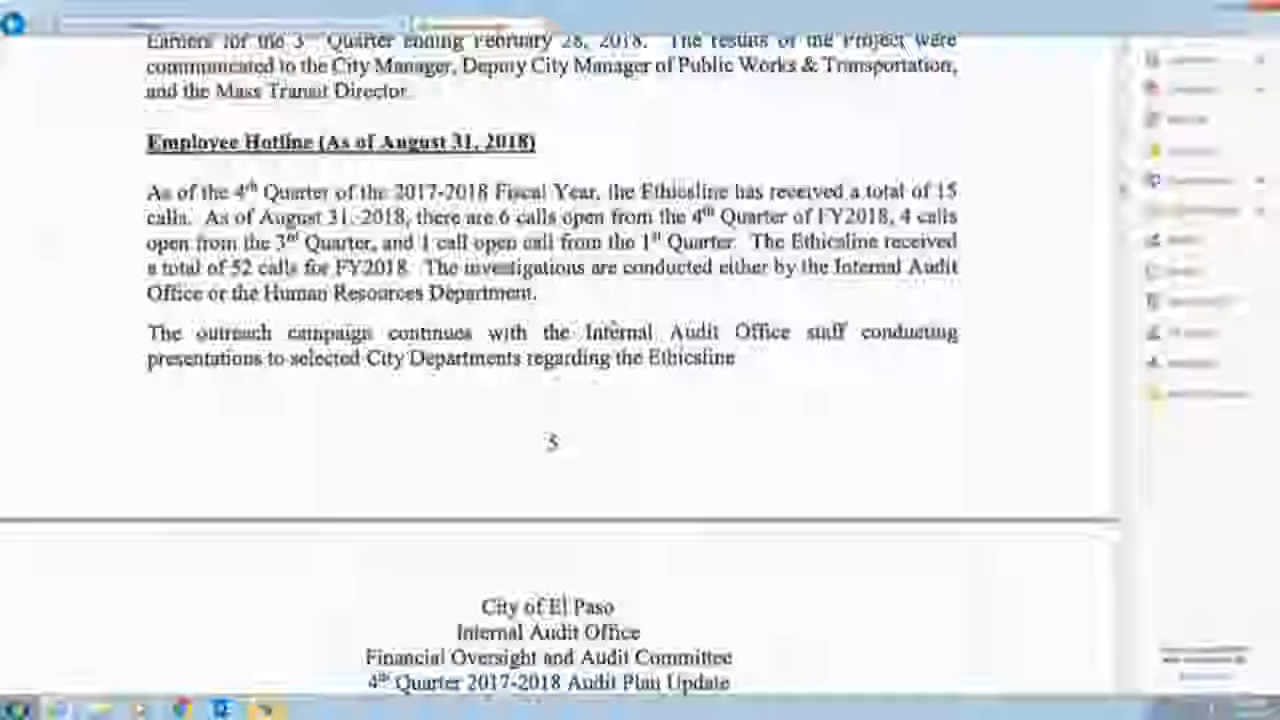 Earners for the 3rd Quarter ending February 28, 2018. The results of the Project were
communicated to the City Manager, Deputy City Manager of Public Works & Transportation,
and the Mass Transit Director.
Employee Hotline (As of August 31, 2018)
As of the 4th Quarter of the 2017-2018 Fiscal Year, the Ethicsline has received a total of 15
calls. As of August 31, 2018, there are 6 calls open from the 4th Quarter of FY2018, 4 calls
open from the 3rd Quarter, and 1 call open call from the 1st Quarter. The Ethicsline received
a total of 52 calls for FY2018. The investigations are conducted either by the Internal Audit
Office or the Human Resources Department.
The outreach campaign continues with the Internal Audit Office staff conducting
presentations to selected City Departments regarding the Ethicsline
5
City of El Paso
Internal Audit Office
Financial Oversight and Audit Committee
4th Quarter 2017-2018 Audit Plan Update